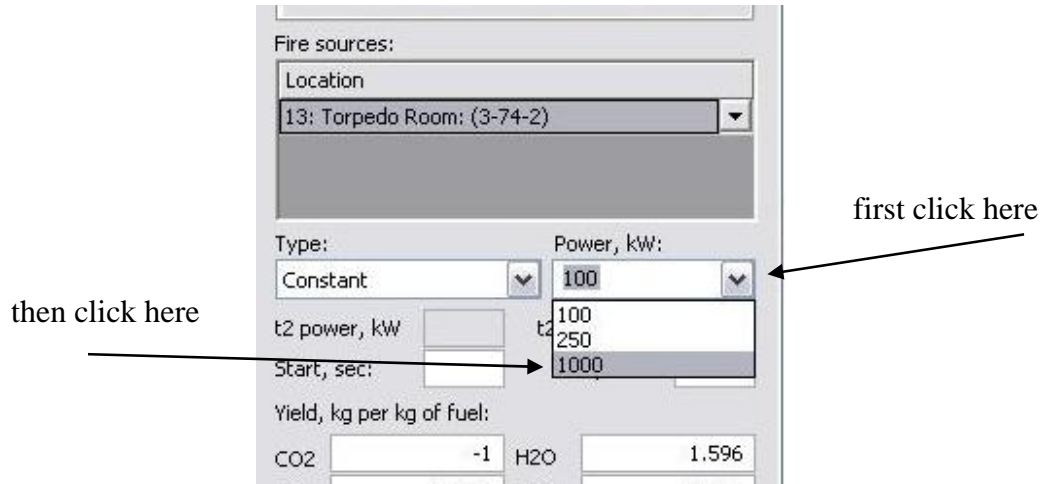 Fire sources:
Location
13: Torpedo Room: (3-74-2)
first click here
Type: Power, kW:
Constant 100
then click here
100
t2 power, kW t2
250
Start, sec: 1000
Yield, kg per kg of fuel:
CO2 -1 H2O 1.596